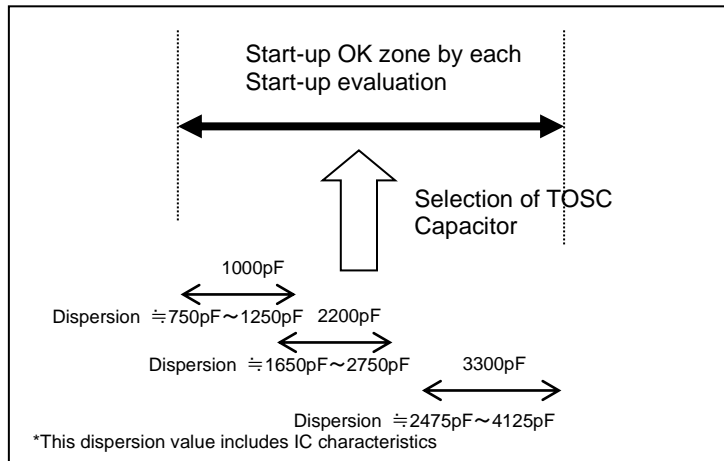 Start-up OK zone by each
Start-up evaluation
Selection of TOSC
Capacitor
1000pF
Dispersion ≒750pF～1250pF
2200pF
Dispersion ≒1650pF～2750pF
3300pF
Dispersion ≒2475pF～4125pF
*This dispersion value includes IC characteristics